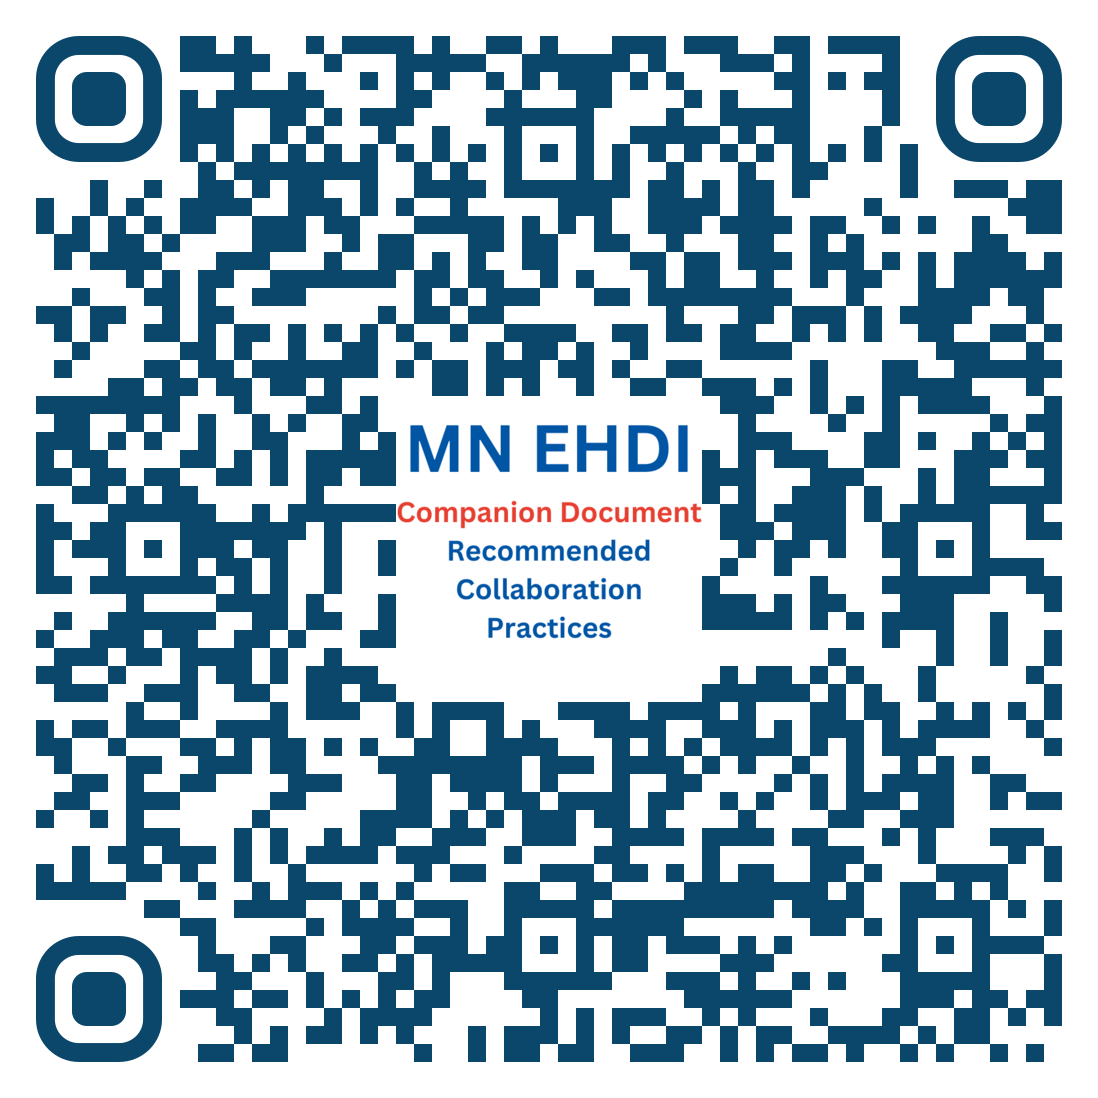 MN EHDI
Companion Document
Recommended
Collaboration
Practices